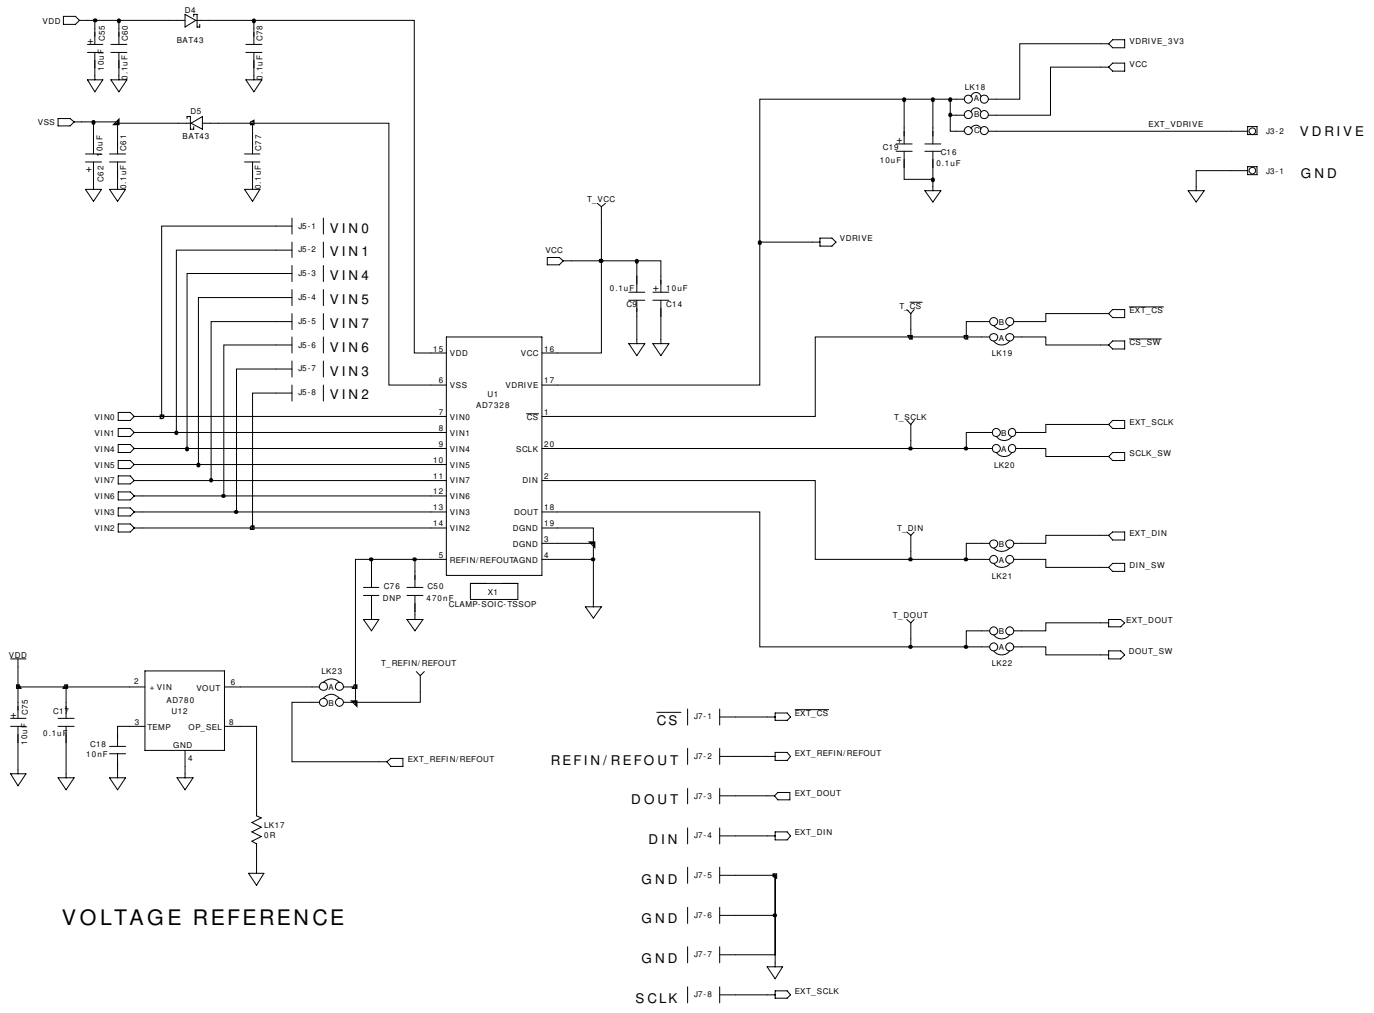 VDD
C55
10uF
C60
0.1uF
D4
BAT43
C78
0.1uF
VSS
10uF
C62
C61
0.1uF
D5
BAT43
C77
0.1uF
VDRIVE_3V3
VCC
LK18
A
B
C
EXT_VDRIVE
J3-2 VDRIVE
J3-1 GND
C19
10uF
C16
0.1uF
VDRIVE
J5-1 VIN0
J5-2 VIN1
J5-3 VIN4
J5-4 VIN5
J5-5 VIN7
J5-6 VIN6
J5-7 VIN3
J5-8 VIN2
T_VCC
VCC
0.1uF
C9
10uF
C14
VIN0
VIN1
VIN4
VIN5
VIN7
VIN6
VIN3
VIN2
15 VDD
6 VSS
7 VIN0
8 VIN1
9 VIN4
10 VIN5
11 VIN7
12 VIN6
13 VIN3
14 VIN2
5 REFIN/REFOUT
U1
AD7328
VCC 16
VDRIVE 17
CS 1
SCLK 20
DIN 2
DOUT 18
DGND 19
DGND 3
AGND 4
X1
CLAMP-SOIC-TSSOP
T_CS
B
A
LK19
EXT_CS
CS_SW
T_SCLK
B
A
LK20
EXT_SCLK
SCLK_SW
T_DIN
B
A
LK21
EXT_DIN
DIN_SW
T_DOUT
B
A
LK22
EXT_DOUT
DOUT_SW
C76
DNP
C50
470nF
VDD
C75
10uF
C17
0.1uF
C18
10nF
2 +VIN
3 TEMP
AD780
U12
VOUT 6
OP_SEL 8
GND
4
LK23
A
B
T_REFIN/REFOUT
EXT_REFIN/REFOUT
LK17
0R
VOLTAGE REFERENCE
CS J7-1 EXT_CS
REFIN/REFOUT J7-2 EXT_REFIN/REFOUT
DOUT J7-3 EXT_DOUT
DIN J7-4 EXT_DIN
GND J7-5
GND J7-6
GND J7-7
SCLK J7-8 EXT_SCLK